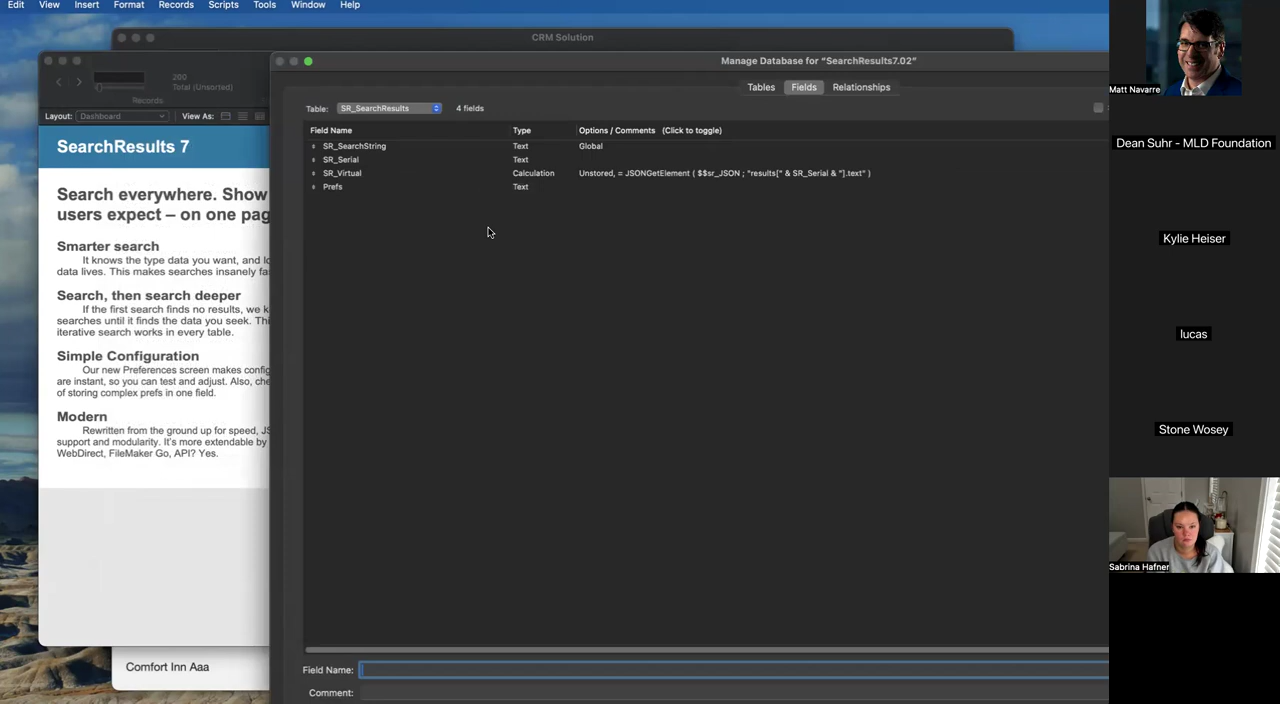 Edit View Insert Format Records Scripts Tools Window Help
CRM Solution
Manage Database for “SearchResults7.02”
200
Total (Unsorted)
Records
Layout: Dashboard View As:
Tables Fields Relationships
Table: SR_SearchResults 4 fields
Field Name Type Options / Comments (Click to toggle)
SR_SearchString Text Global
SR_Serial Text
SR_Virtual Calculation Unstored, = JSONGetElement ( $$sr_JSON ; "results[" & SR_Serial & "].text" )
Prefs Text
SearchResults 7
Search everywhere. Show
users expect – on one pag
Smarter search
It knows the type data you want, and lo
data lives. This makes searches insanely fa
Search, then search deeper
If the first search finds no results, we k
searches until it finds the data you seek. Thi
iterative search works in every table.
Simple Configuration
Our new Preferences screen makes config
are instant, so you can test and adjust. Also, che
of storing complex prefs in one field.
Modern
Rewritten from the ground up for speed, JS
support and modularity. It's more extendable by
WebDirect, FileMaker Go, API? Yes.
Comfort Inn Aaa
Field Name:
Comment:
Matt Navarre
Dean Suhr - MLD Foundation
Kylie Heiser
lucas
Stone Wosey
Sabrina Hafner